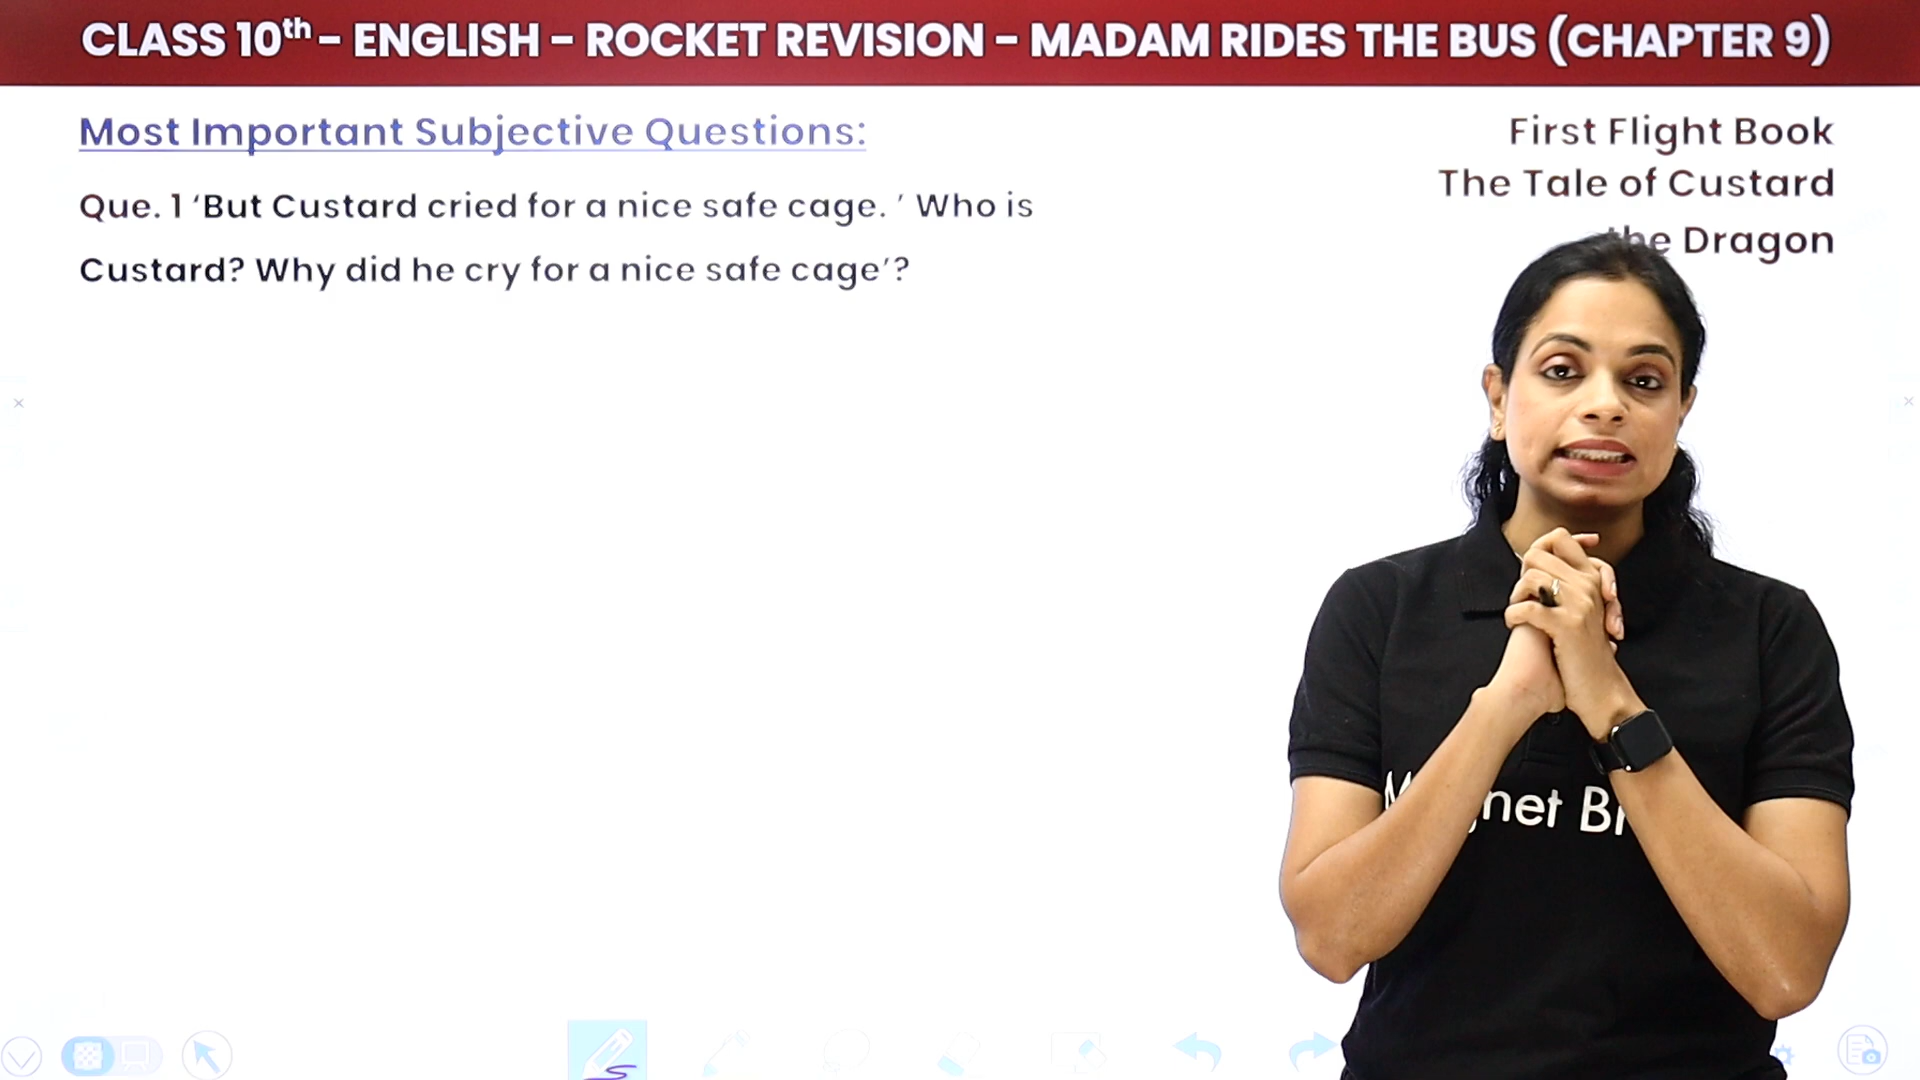 CLASS 10th - ENGLISH - ROCKET REVISION - MADAM RIDES THE BUS (CHAPTER 9)
Most Important Subjective Questions:
First Flight Book
The Tale of Custard
the Dragon
Que. 1 ‘But Custard cried for a nice safe cage. ’ Who is
Custard? Why did he cry for a nice safe cage’?
net